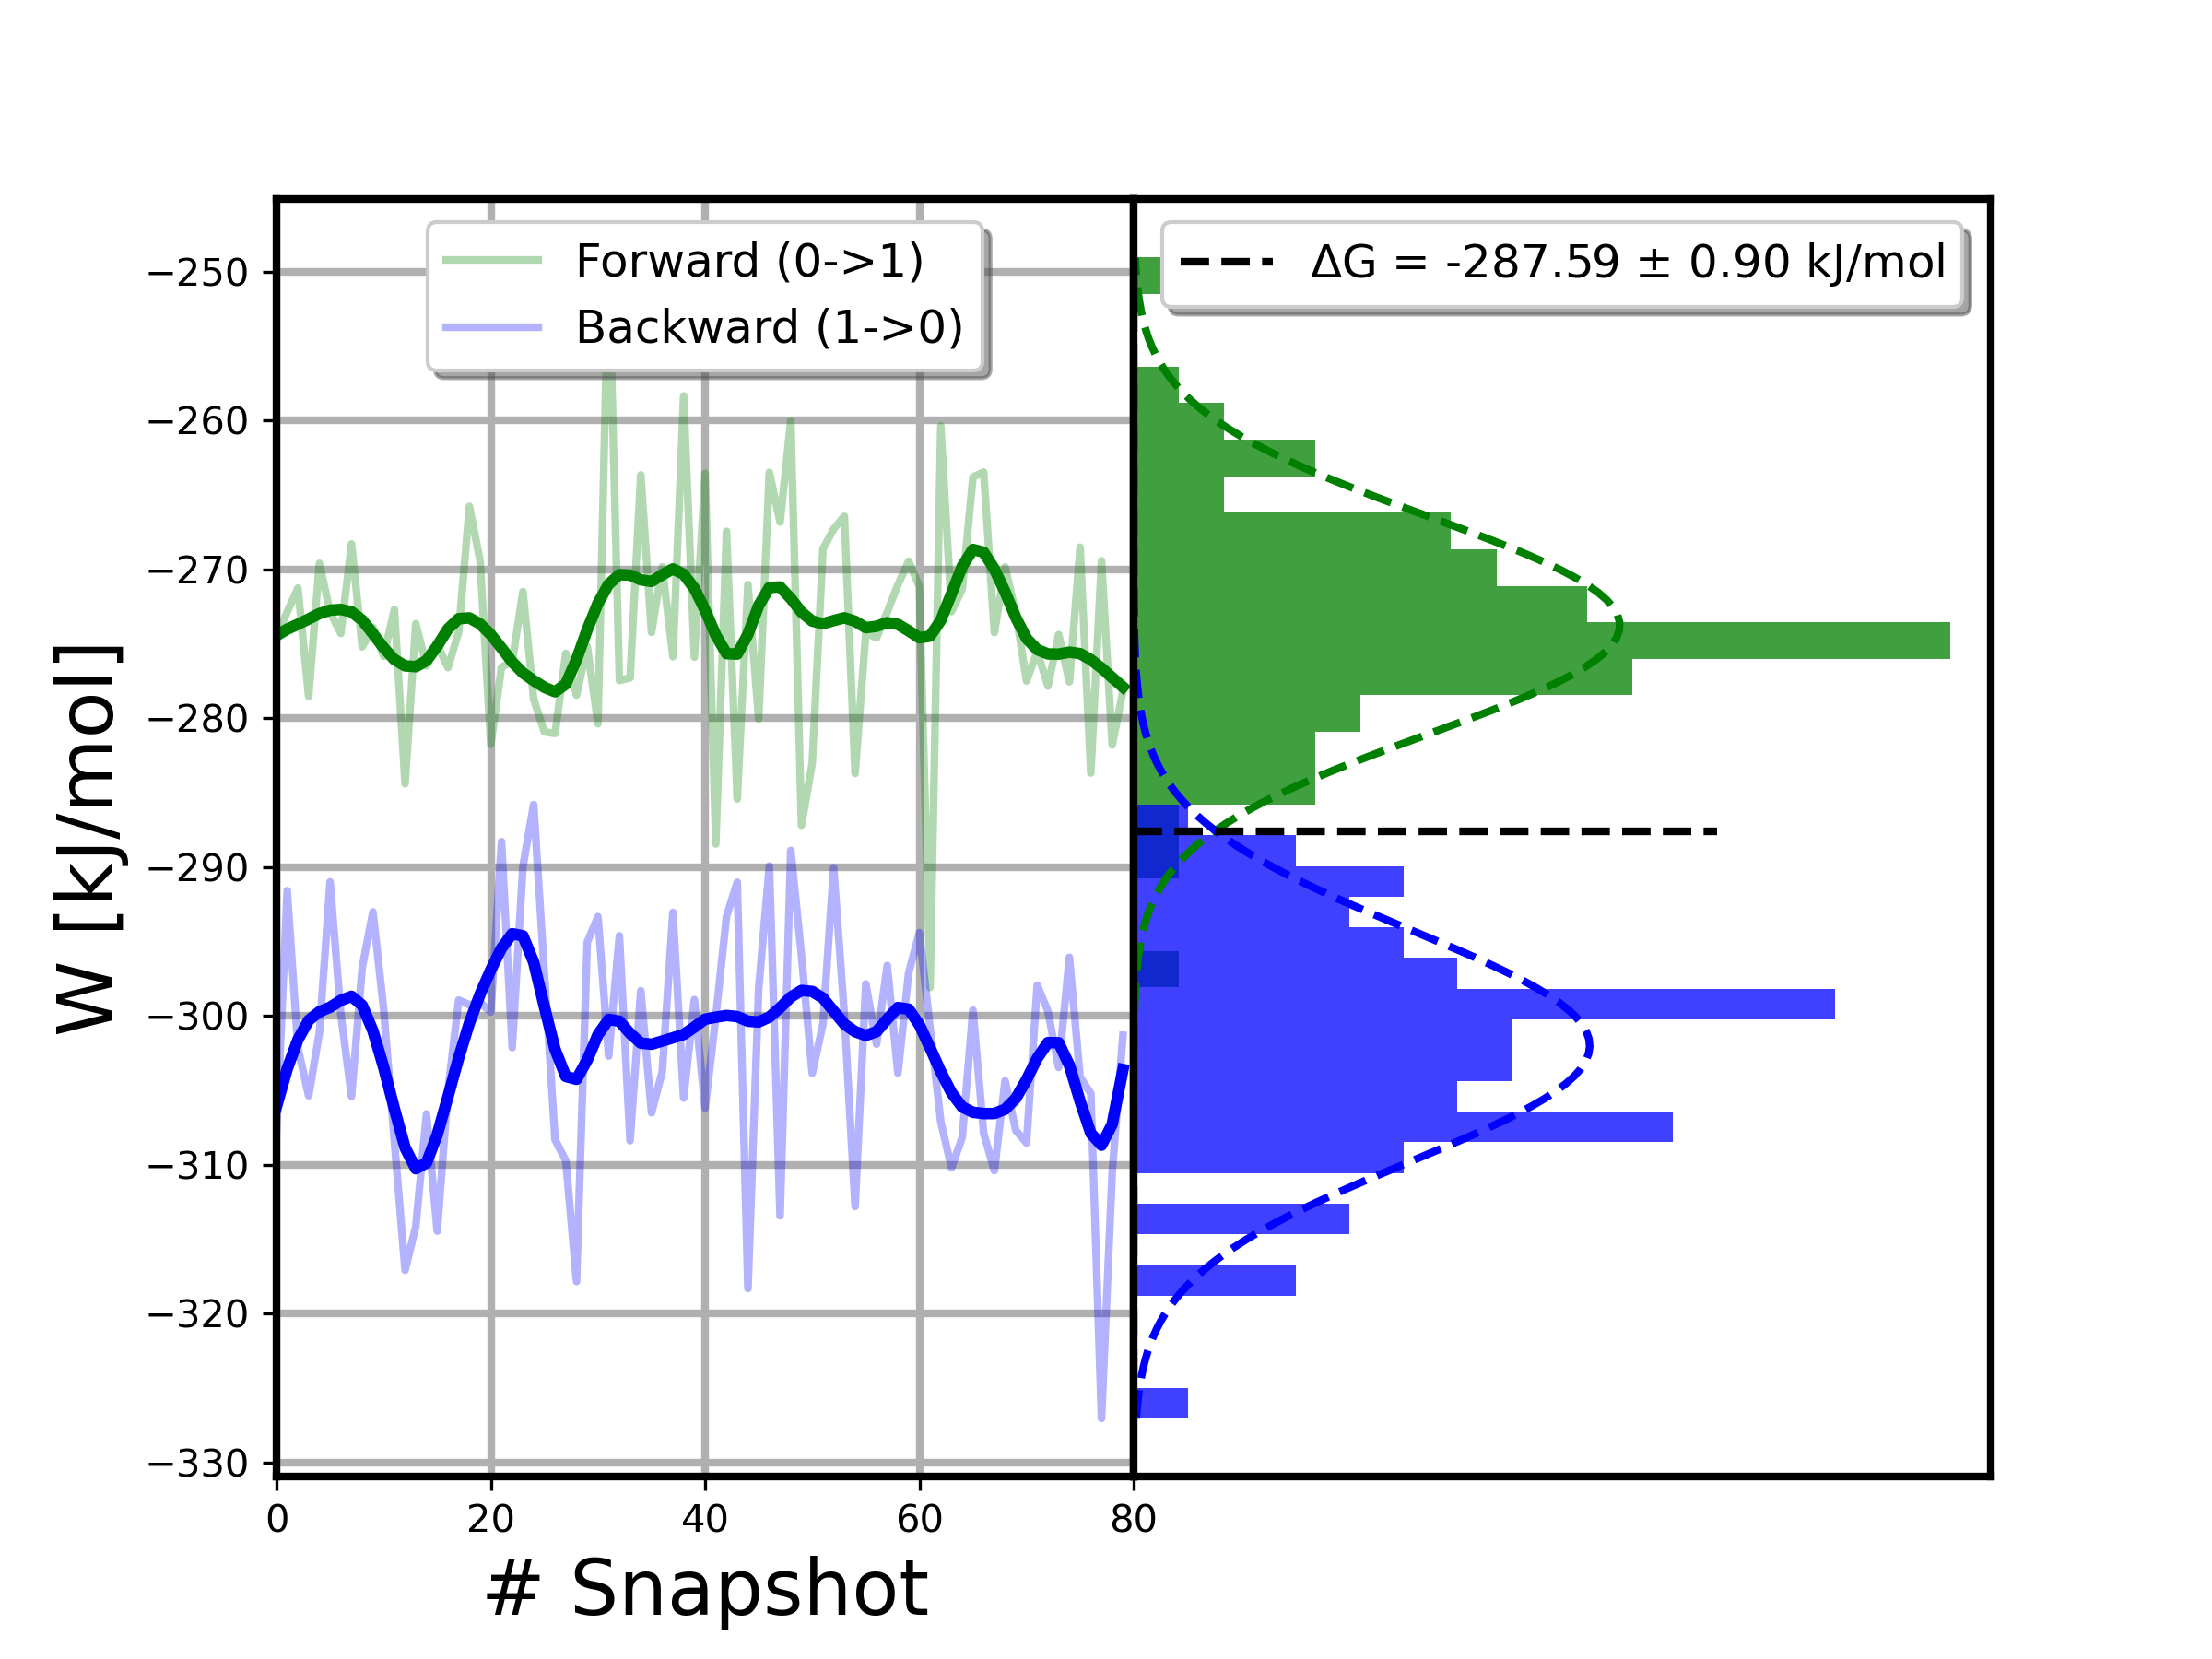 Forward (0->1)
Backward (1->0)
ΔG = -287.59 ± 0.90 kJ/mol
W [kJ/mol]
−250
−260
−270
−280
−290
−300
−310
−320
−330
0 20 40 60 80
# Snapshot